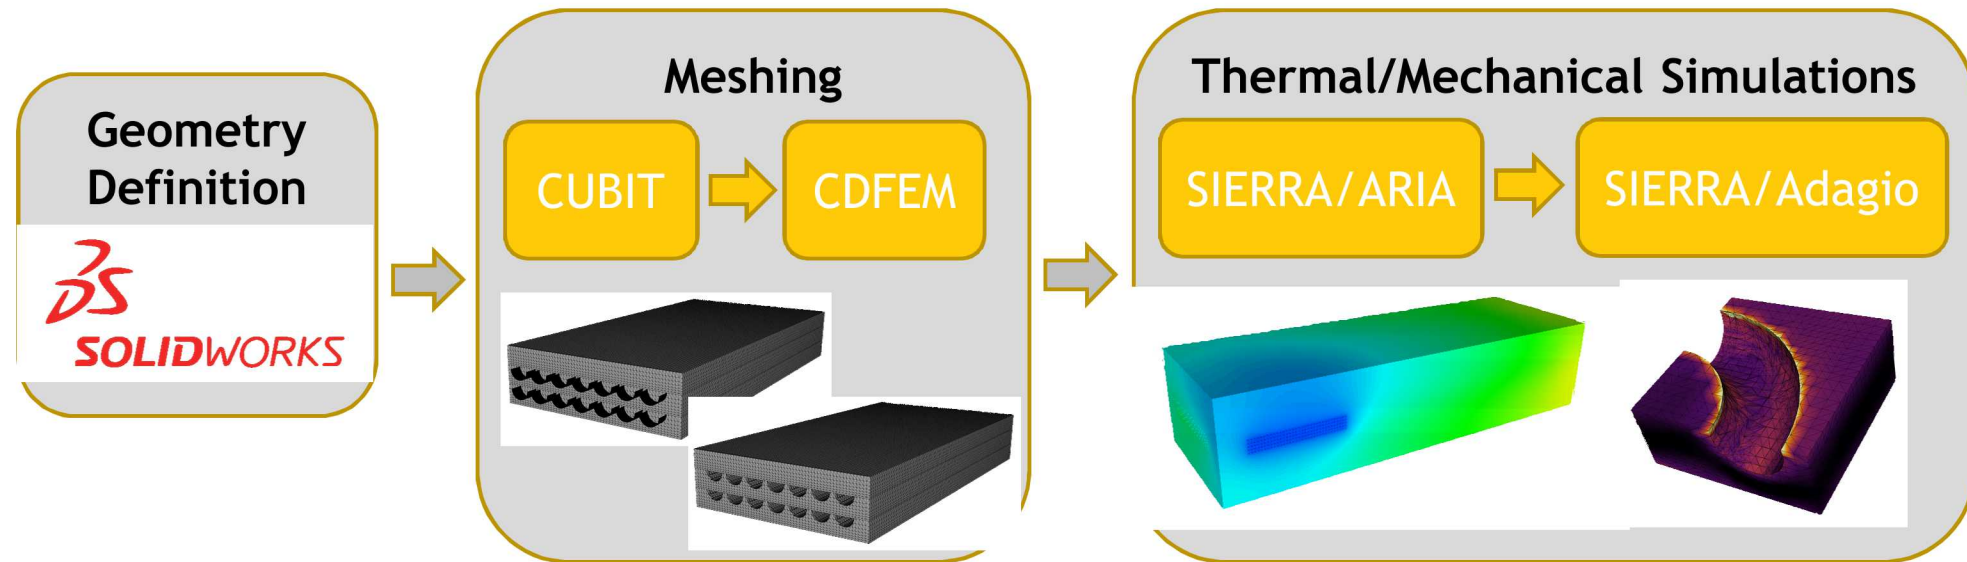 Geometry
Definition
SOLIDWORKS
Meshing
CUBIT
CDFEM
Thermal/Mechanical Simulations
SIERRA/ARIA
SIERRA/Adagio